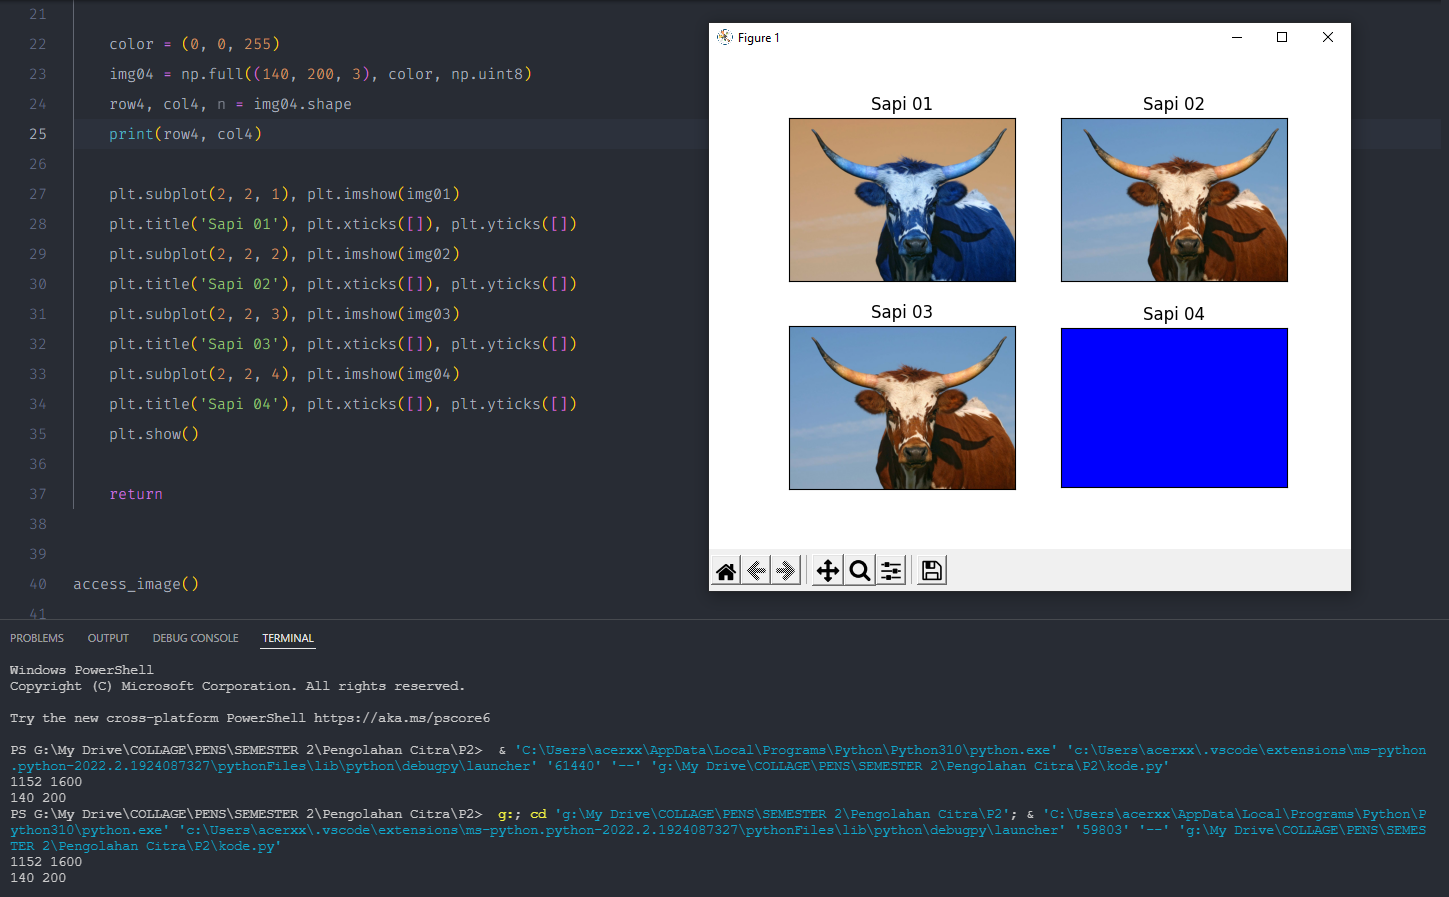 21
22 color = (0, 0, 255)
23 img04 = np.full((140, 200, 3), color, np.uint8)
24 row4, col4, n = img04.shape
25 print(row4, col4)
26
27 plt.subplot(2, 2, 1), plt.imshow(img01)
28 plt.title('Sapi 01'), plt.xticks([]), plt.yticks([])
29 plt.subplot(2, 2, 2), plt.imshow(img02)
30 plt.title('Sapi 02'), plt.xticks([]), plt.yticks([])
31 plt.subplot(2, 2, 3), plt.imshow(img03)
32 plt.title('Sapi 03'), plt.xticks([]), plt.yticks([])
33 plt.subplot(2, 2, 4), plt.imshow(img04)
34 plt.title('Sapi 04'), plt.xticks([]), plt.yticks([])
35 plt.show()
36
37 return
38
39
40 access_image()
41
Figure 1
Sapi 01
Sapi 02
Sapi 03
Sapi 04
PROBLEMS OUTPUT DEBUG CONSOLE TERMINAL
Windows PowerShell
Copyright (C) Microsoft Corporation. All rights reserved.
Try the new cross-platform PowerShell https://aka.ms/pscore6
PS G:\My Drive\COLLAGE\PENS\SEMESTER 2\Pengolahan Citra\P2>  & 'C:\Users\acerxx\AppData\Local\Programs\Python\Python310\python.exe' 'c:\Users\acerxx\.vscode\extensions\ms-python
.python-2022.2.1924087327\pythonFiles\lib\python\debugpy\launcher' '61440' '--' 'g:\My Drive\COLLAGE\PENS\SEMESTER 2\Pengolahan Citra\P2\kode.py'
1152 1600
140 200
PS G:\My Drive\COLLAGE\PENS\SEMESTER 2\Pengolahan Citra\P2>  g:; cd 'g:\My Drive\COLLAGE\PENS\SEMESTER 2\Pengolahan Citra\P2'; & 'C:\Users\acerxx\AppData\Local\Programs\Python\P
ython310\python.exe' 'c:\Users\acerxx\.vscode\extensions\ms-python.python-2022.2.1924087327\pythonFiles\lib\python\debugpy\launcher' '59803' '--' 'g:\My Drive\COLLAGE\PENS\SEMES
TER 2\Pengolahan Citra\P2\kode.py'
1152 1600
140 200